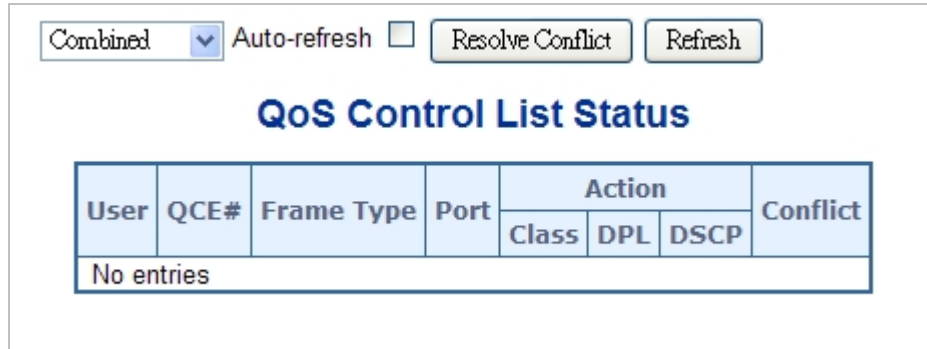 Combined Auto-refresh Resolve Conflict Refresh
QoS Control List Status
User QCE# Frame Type Port Action Conflict
Class DPL DSCP
No entries